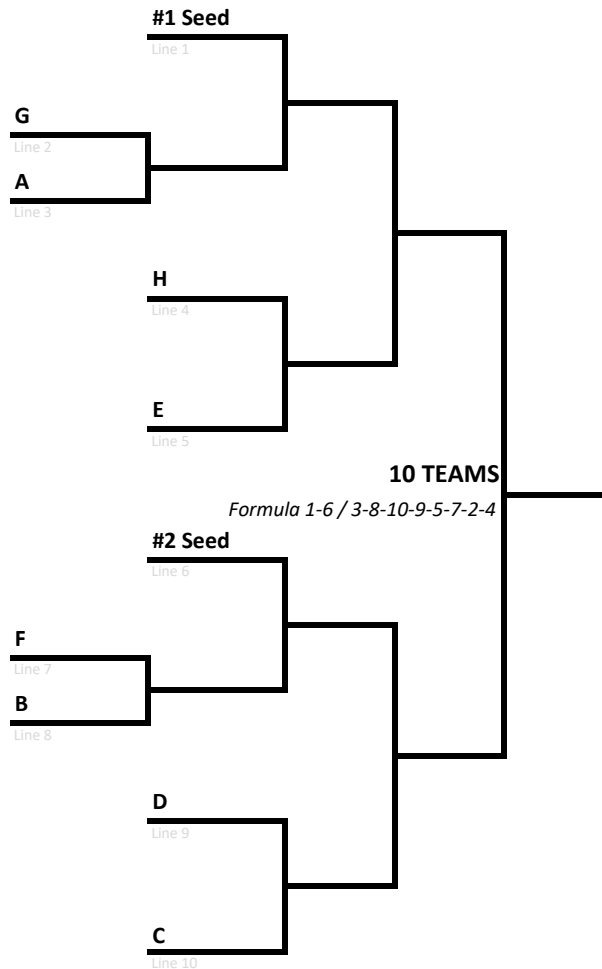 #1 Seed
Line 1
G
Line 2
A
Line 3
H
Line 4
E
Line 5
10 TEAMS
Formula 1-6 / 3-8-10-9-5-7-2-4
#2 Seed
Line 6
F
Line 7
B
Line 8
D
Line 9
C
Line 10